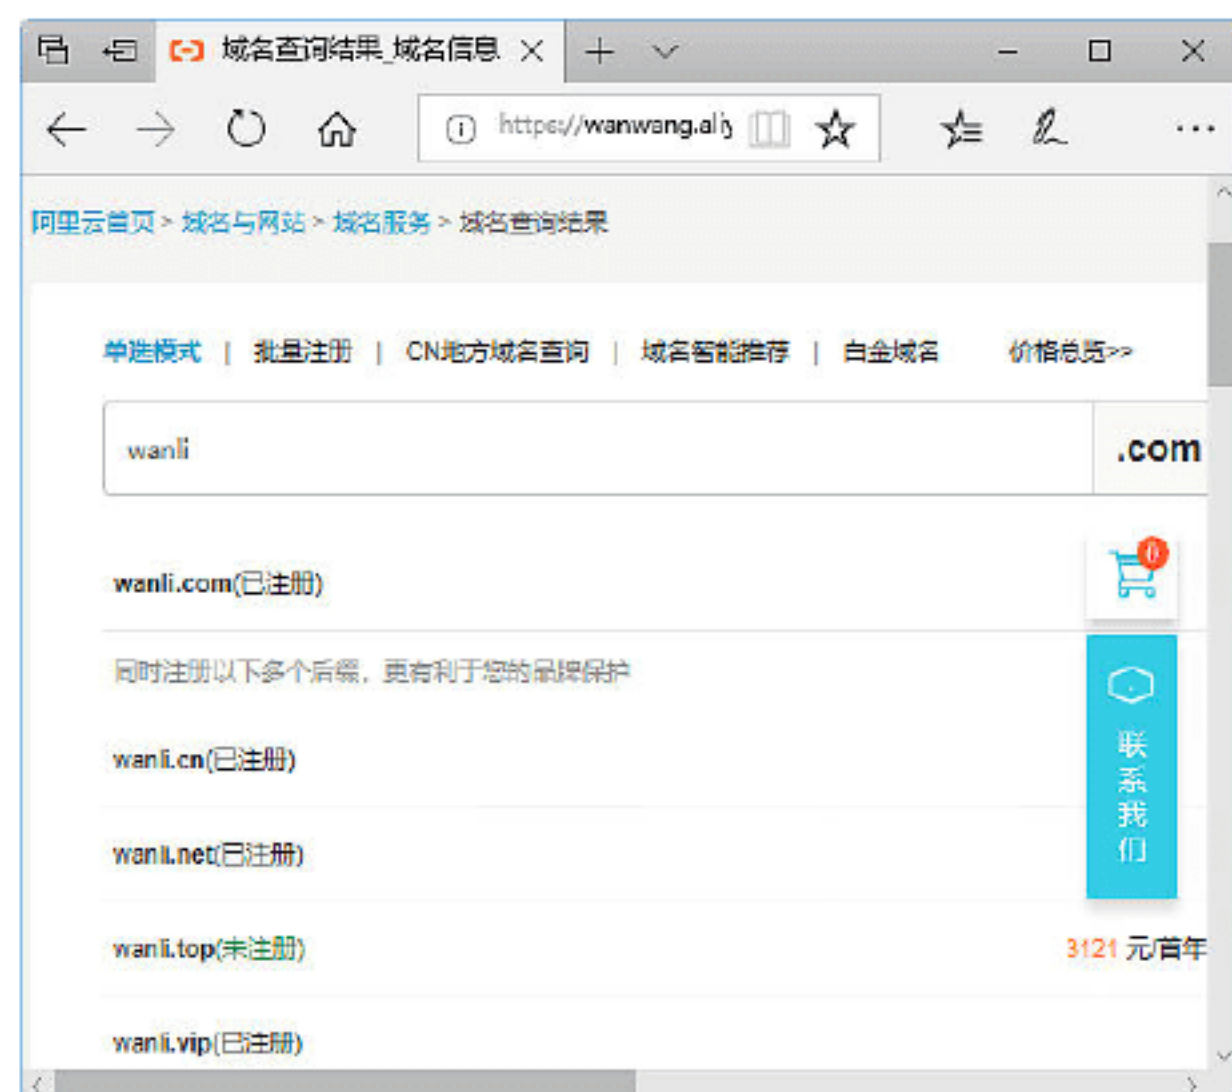 域名查询结果_域名信息
https://wanwang.aliy
阿里云首页 > 域名与网站 > 域名服务 > 域名查询结果
单选模式 | 批量注册 | CN地方域名查询 | 域名智能推荐 | 白金域名 价格总览>>
wanli .com
0
wanli.com(已注册)
同时注册以下多个后缀，更有利于您的品牌保护
联系我们
wanli.cn(已注册)
wanli.net(已注册)
wanli.top(未注册) 3121 元/首年
wanli.vip(已注册)